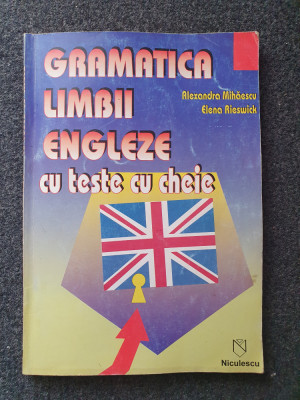 GRAMATICA
LIMBII
ENGLEZE
cu teste cu cheie
Alexandra Mihăescu
Elena Rieswick
Niculescu